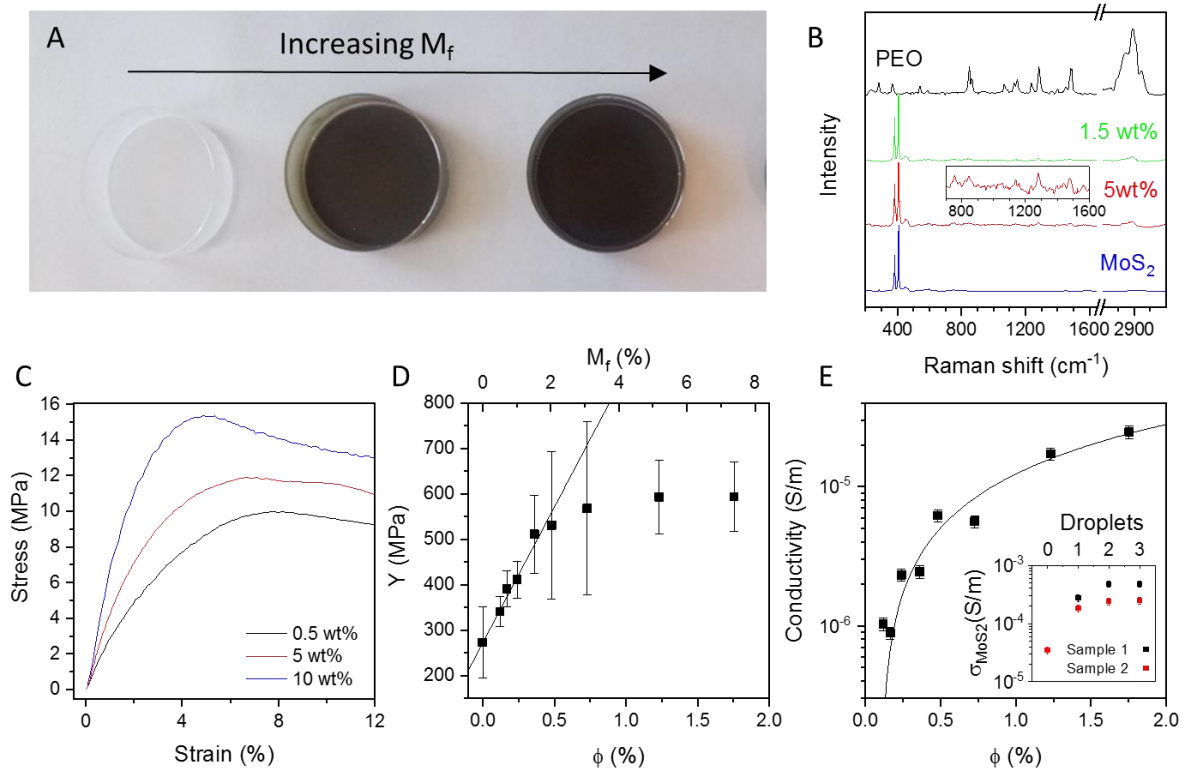 A
Increasing M_f
B
PEO
1.5 wt%
5wt%
MoS₂
700 1000 1300 1600
Intensity
400 800 1200 1600 2900
Raman shift (cm⁻¹)
C
16
14
12
10
8
6
4
2
0
Stress (MPa)
0.5 wt%
5 wt%
10 wt%
0 4 8 12
Strain (%)
D
M_f (%)
0 2 4 6 8
800
700
600
500
400
300
200
Y (MPa)
0.0 0.5 1.0 1.5 2.0
ϕ (%)
E
10⁻⁵
10⁻⁶
Conductivity (S/m)
Droplets
0 1 2 3
10⁻³
10⁻⁴
10⁻⁵
σ_MoS2(S/m)
Sample 1
Sample 2
0.0 0.5 1.0 1.5 2.0
ϕ (%)